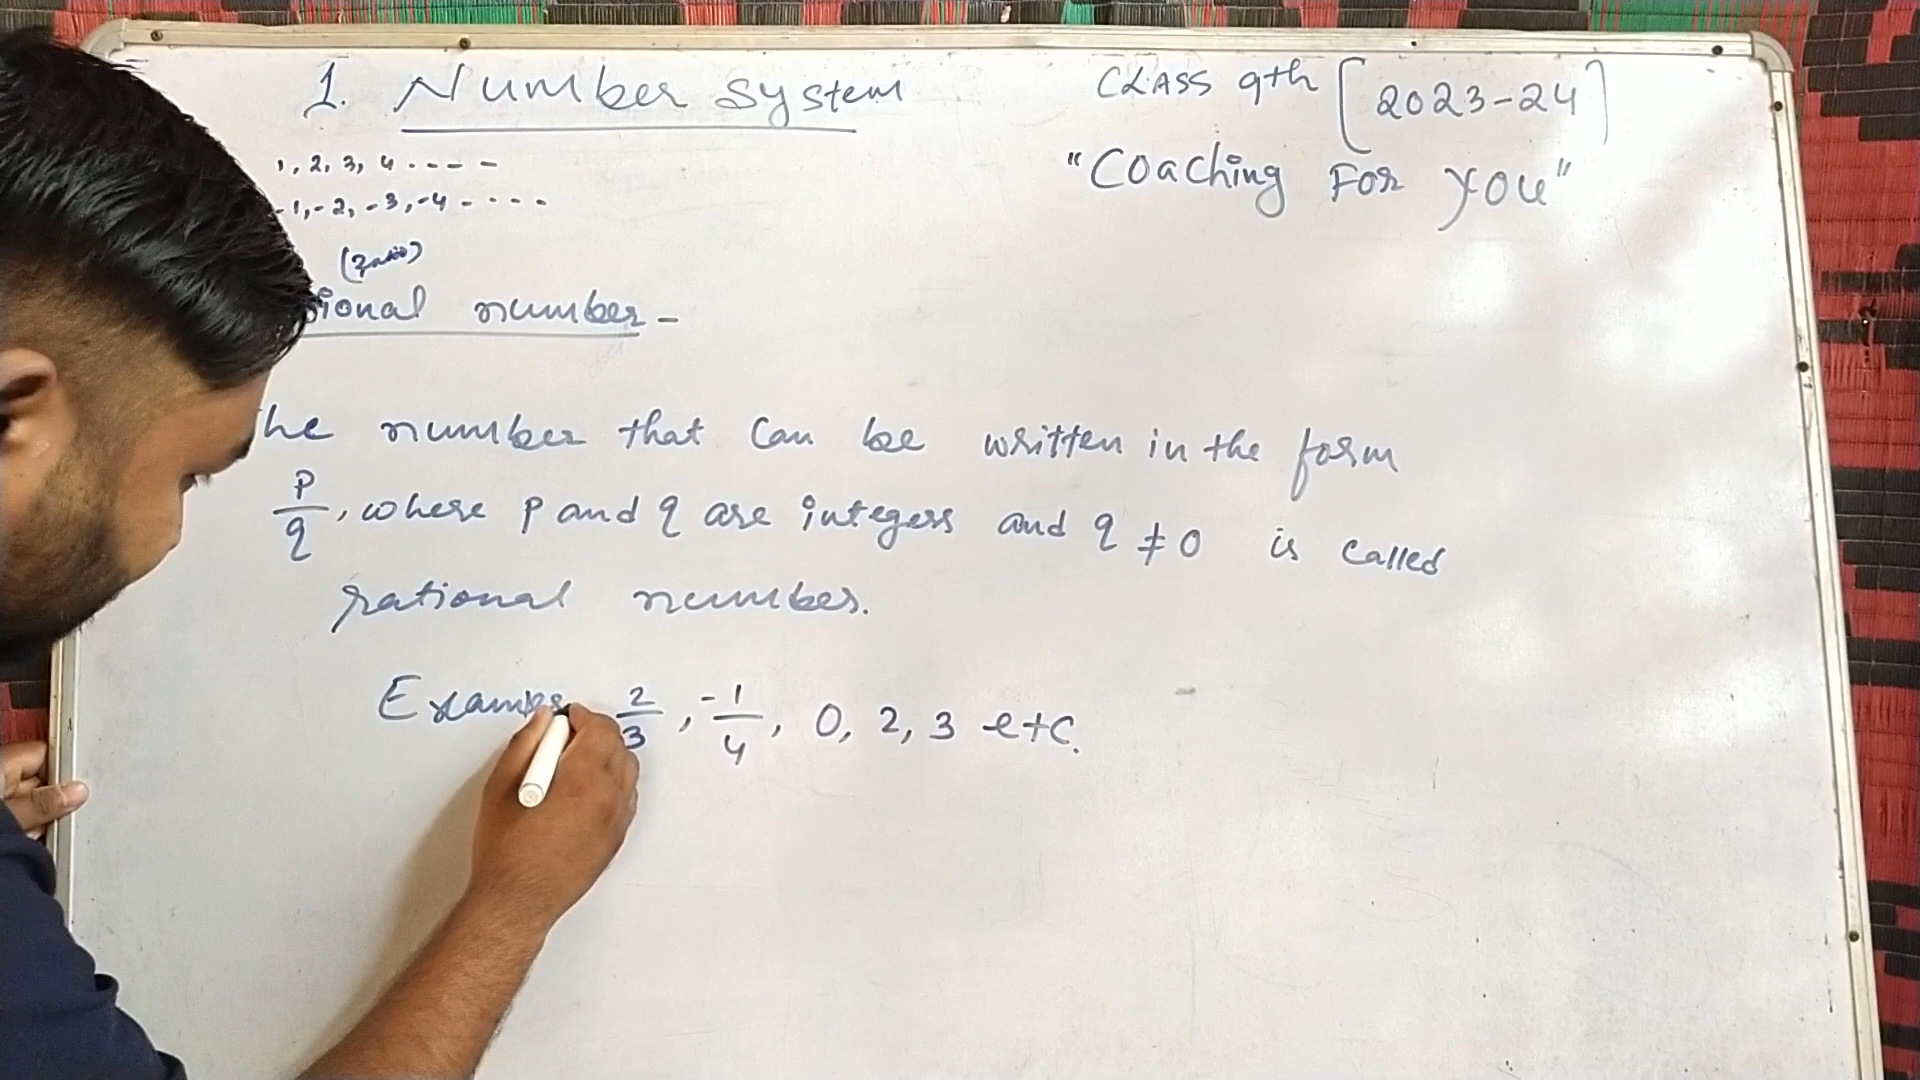 1. Number System
CLASS 9th [2023-24]
"Coaching For You"
1, 2, 3, 4 - - - -
-1, -2, -3, -4 - - - -
ional number -
he number that can be written in the form
p/q, where p and q are integers and q ≠ 0 is called
rational number.
2/3, -1/4, 0, 2, 3 etc.